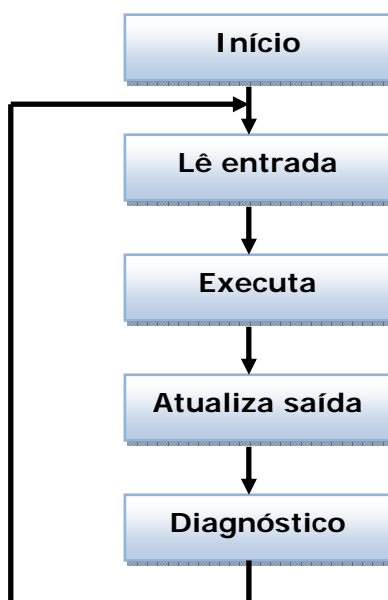 Início
Lê entrada
Executa
Atualiza saída
Diagnóstico